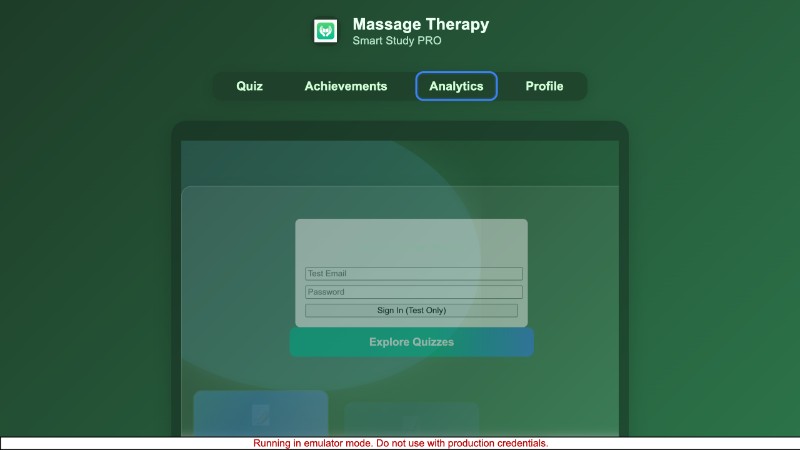 Massage Therapy
Smart Study PRO
Quiz Achievements Analytics Profile
Test Email
Password
Sign In (Test Only)
Explore Quizzes
Running in emulator mode. Do not use with production credentials.